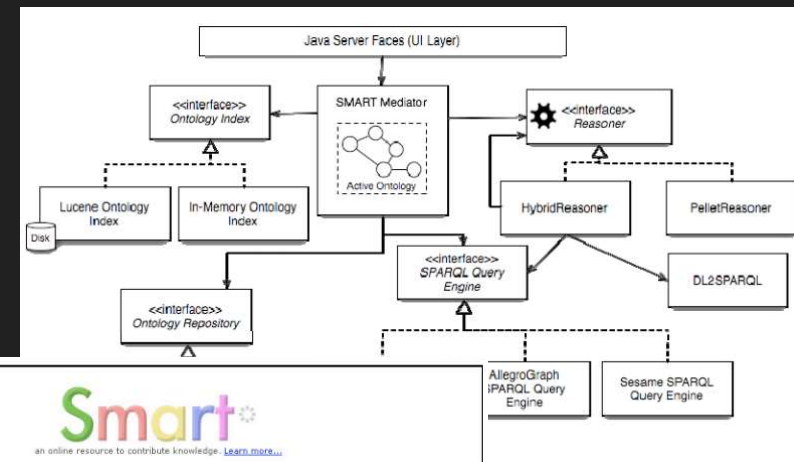 Java Server Faces (UI Layer)
<<interface>>
Ontology Index
SMART Mediator
Active Ontology
<<interface>>
Reasoner
Lucene Ontology
Index
Disk
In-Memory Ontology
Index
HybridReasoner
PelletReasoner
<<interface>>
SPARQL Query
Engine
DL2SPARQL
<<interface>>
Ontology Repository
AllegroGraph
SPARQL Query
Engine
Sesame SPARQL
Query Engine
Smart
an online resource to contribute knowledge. Learn more...